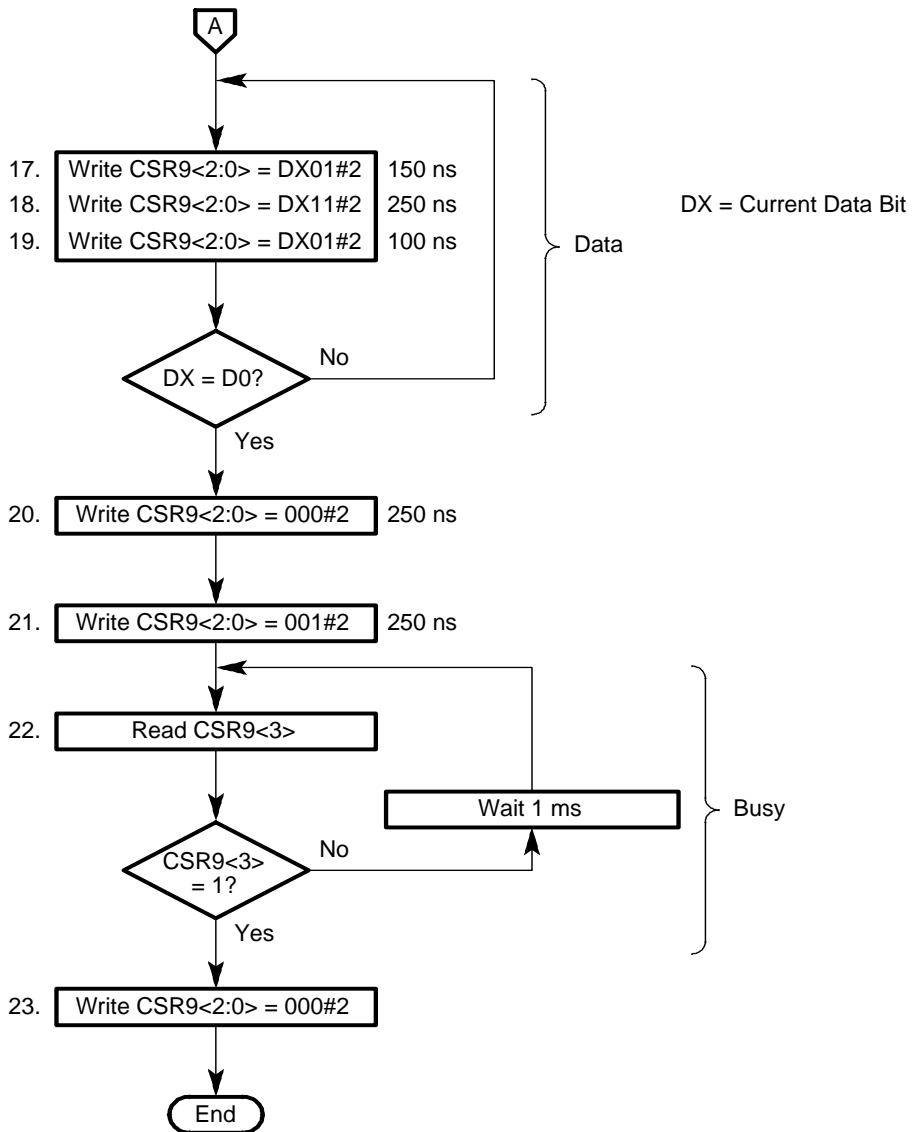 A
17. Write CSR9<2:0> = DX01#2 150 ns
18. Write CSR9<2:0> = DX11#2 250 ns
DX = Current Data Bit
19. Write CSR9<2:0> = DX01#2 100 ns
Data
DX = D0?
No
Yes
20. Write CSR9<2:0> = 000#2 250 ns
21. Write CSR9<2:0> = 001#2 250 ns
22. Read CSR9<3>
Wait 1 ms
Busy
CSR9<3>
= 1?
No
Yes
23. Write CSR9<2:0> = 000#2
End